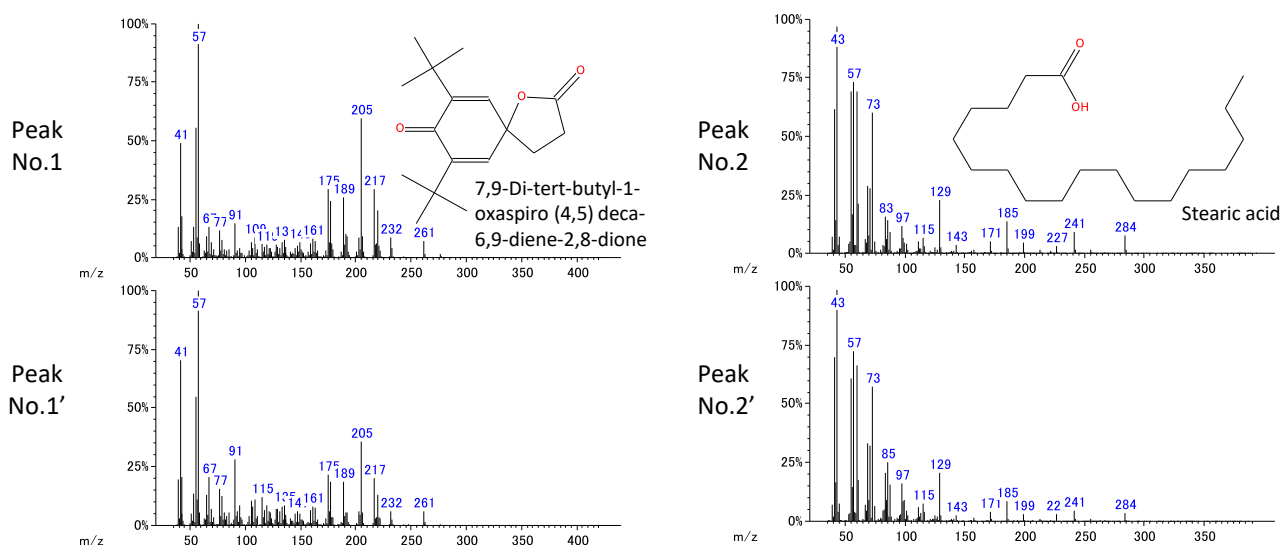 Peak
No.1
100%
75%
50%
25%
0%
m/z
50 100 150 200 250 300 350 400
41 57 67 77 91 109 175 189 205 217 232 261
O
O
O
7,9-Di-tert-butyl-1-
oxaspiro (4,5) deca-
6,9-diene-2,8-dione
Peak
No.2
100%
75%
50%
25%
0%
m/z
50 100 150 200 250 300 350
43 57 73 83 97 129 143 171 185 199 227 241 284
O
OH
Stearic acid
Peak
No.1’
100%
75%
50%
25%
0%
m/z
50 100 150 200 250 300 350 400
41 57 67 77 91 115 161 175 189 205 217 232 261
Peak
No.2’
100%
75%
50%
25%
0%
m/z
50 100 150 200 250 300 350
43 57 73 85 97 115 129 143 171 185 199 22 241 284